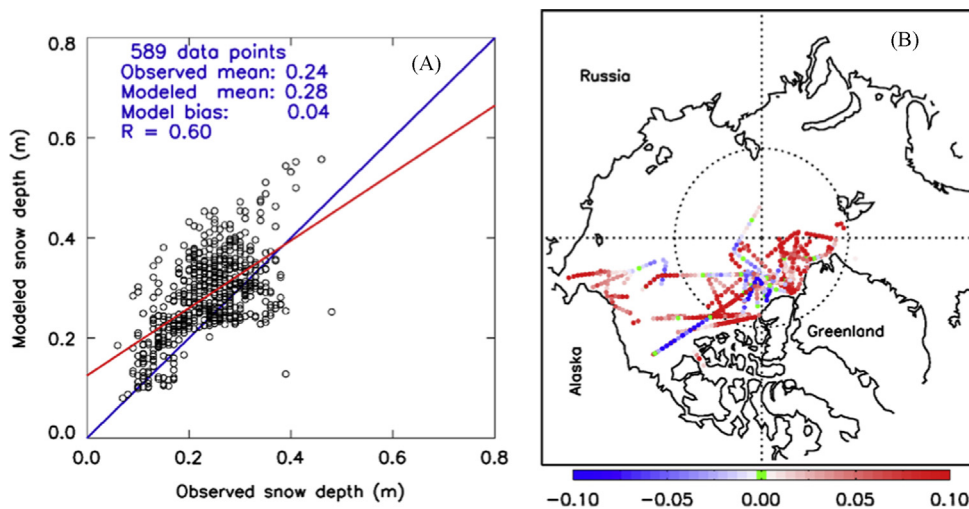 (A)
589 data points
Observed mean: 0.24
Modeled mean: 0.28
Model bias: 0.04
R = 0.60
0.8
0.6
0.4
0.2
0.0
Modeled snow depth (m)
0.0 0.2 0.4 0.6 0.8
Observed snow depth (m)
(B)
Russia
Greenland
Alaska
-0.10 -0.05 0.00 0.05 0.10